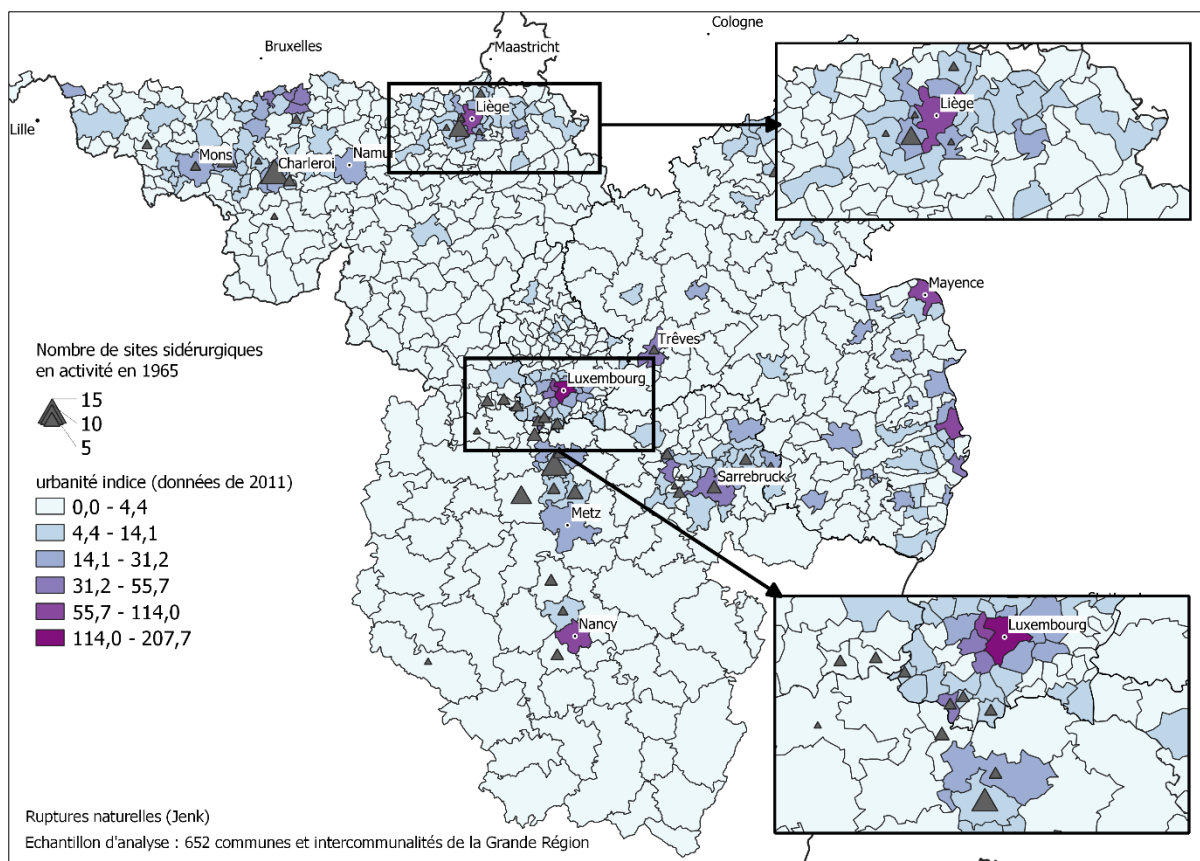 Cologne
Bruxelles
Maastricht
Liège
Liège
Lille
Mons
Charleroi
Namur
Mayence
Trêves
Nombre de sites sidérurgiques
en activité en 1965
15
10
5
Luxembourg
urbanité indice (données de 2011)
0,0 - 4,4
4,4 - 14,1
14,1 - 31,2
31,2 - 55,7
55,7 - 114,0
114,0 - 207,7
Sarrebruck
Metz
Nancy
Luxembourg
Ruptures naturelles (Jenk)
Echantillon d'analyse : 652 communes et intercommunalités de la Grande Région